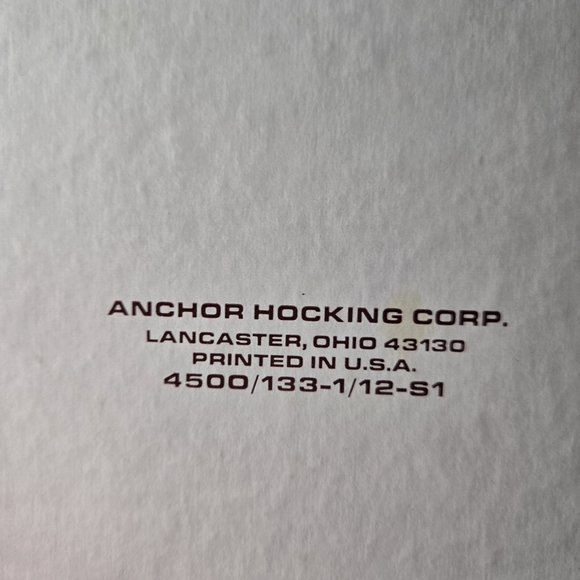 ANCHOR HOCKING CORP.
LANCASTER, OHIO 43130
PRINTED IN U.S.A.
4500/133-1/12-S1